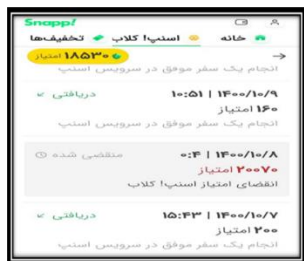 Snapp!
خانه
اسنپ! کلاب
تخفیف‌ها
۱۸۵۳۰ امتیاز
انجام یک سفر موفق در سرویس اسنپ
۱۴۰۰/۱۰/۹ | ۱۰:۵۱ دریافتی
۱۶۰ امتیاز
انجام یک سفر موفق در سرویس اسنپ
۱۴۰۰/۱۰/۸ | ۰:۴ منقضی شده
۲۰۰۷۰ امتیاز
انقضای امتیاز اسنپ! کلاب
۱۴۰۰/۱۰/۷ | ۱۵:۴۳ دریافتی
۲۰۰ امتیاز
انجام یک سفر موفق در سرویس اسنپ